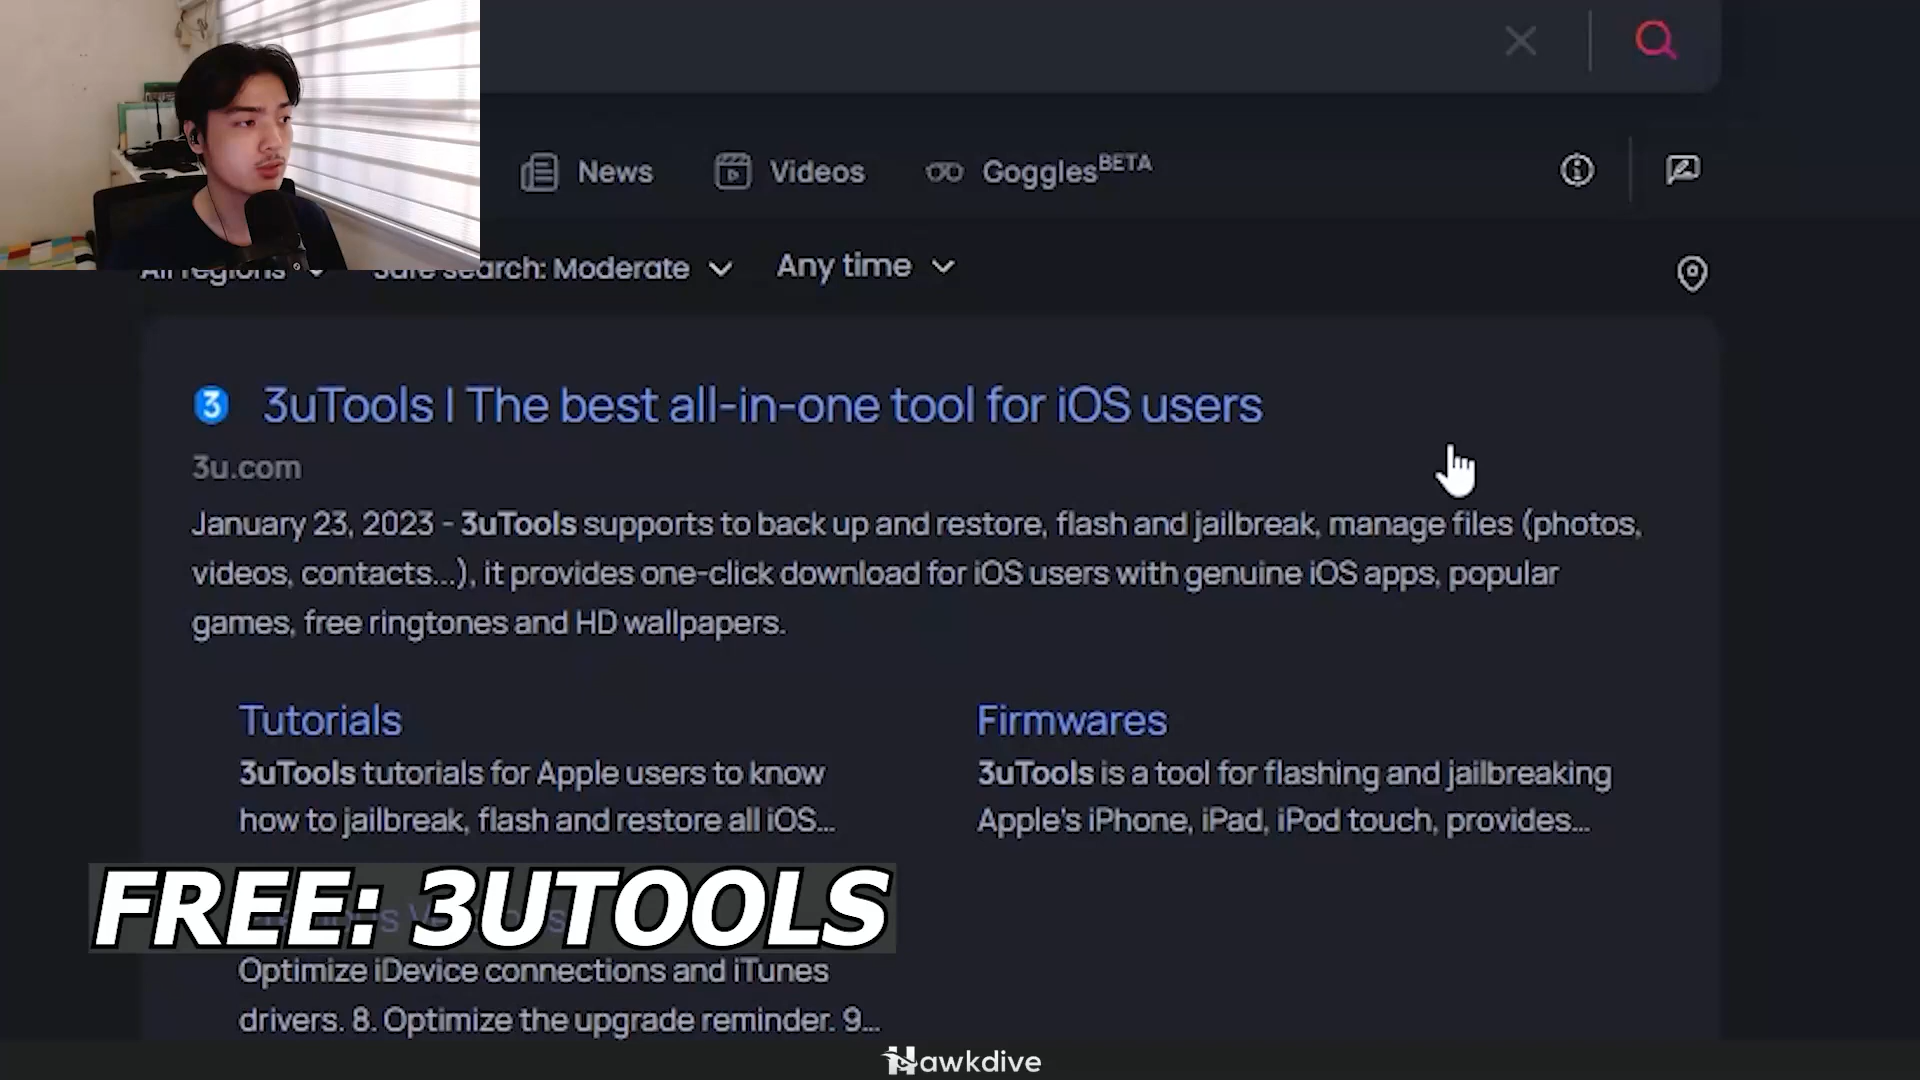 News
Videos
Goggles BETA
All regions
Safe search: Moderate
Any time
3 3uTools | The best all-in-one tool for iOS users
3u.com
January 23, 2023 - 3uTools supports to back up and restore, flash and jailbreak, manage files (photos,
videos, contacts...), it provides one-click download for iOS users with genuine iOS apps, popular
games, free ringtones and HD wallpapers.
Tutorials
3uTools tutorials for Apple users to know
how to jailbreak, flash and restore all iOS...
Firmwares
3uTools is a tool for flashing and jailbreaking
Apple's iPhone, iPad, iPod touch, provides...
FREE: 3UTOOLS
Optimize iDevice connections and iTunes
drivers. 8. Optimize the upgrade reminder. 9...
Hawkdive